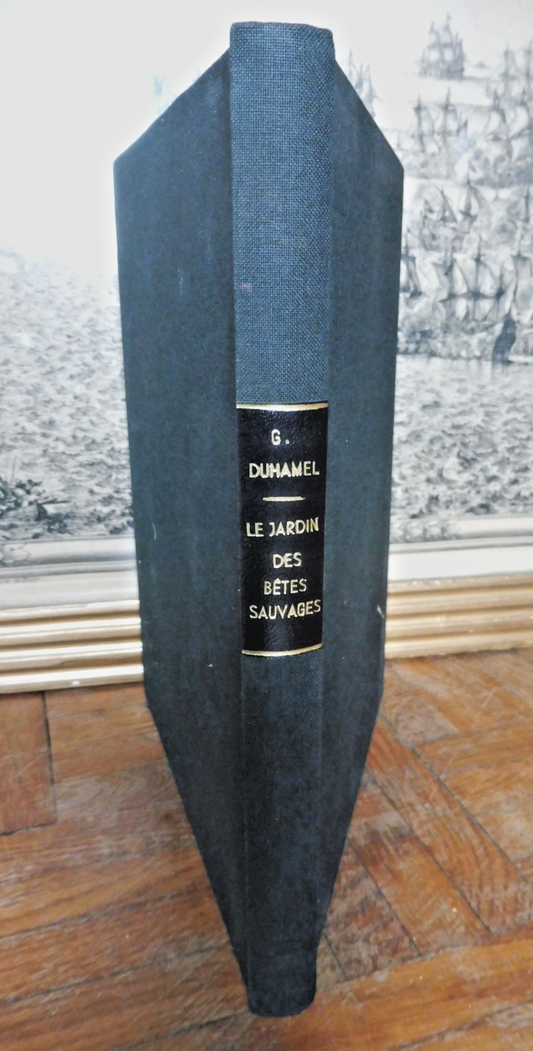 G.
DUHAMEL
LE JARDIN
DES
BÊTES
SAUVAGES